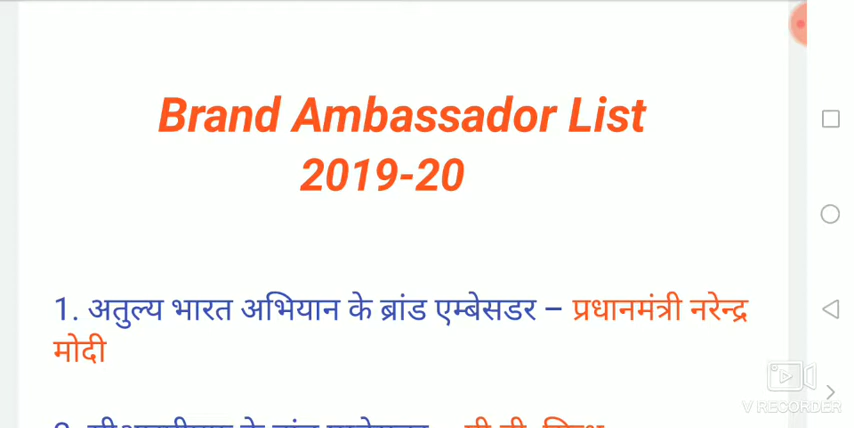 Brand Ambassador List
2019-20
1. अतुल्य भारत अभियान के ब्रांड एम्बेसडर – प्रधानमंत्री नरेन्द्र
मोदी
V RECORDER